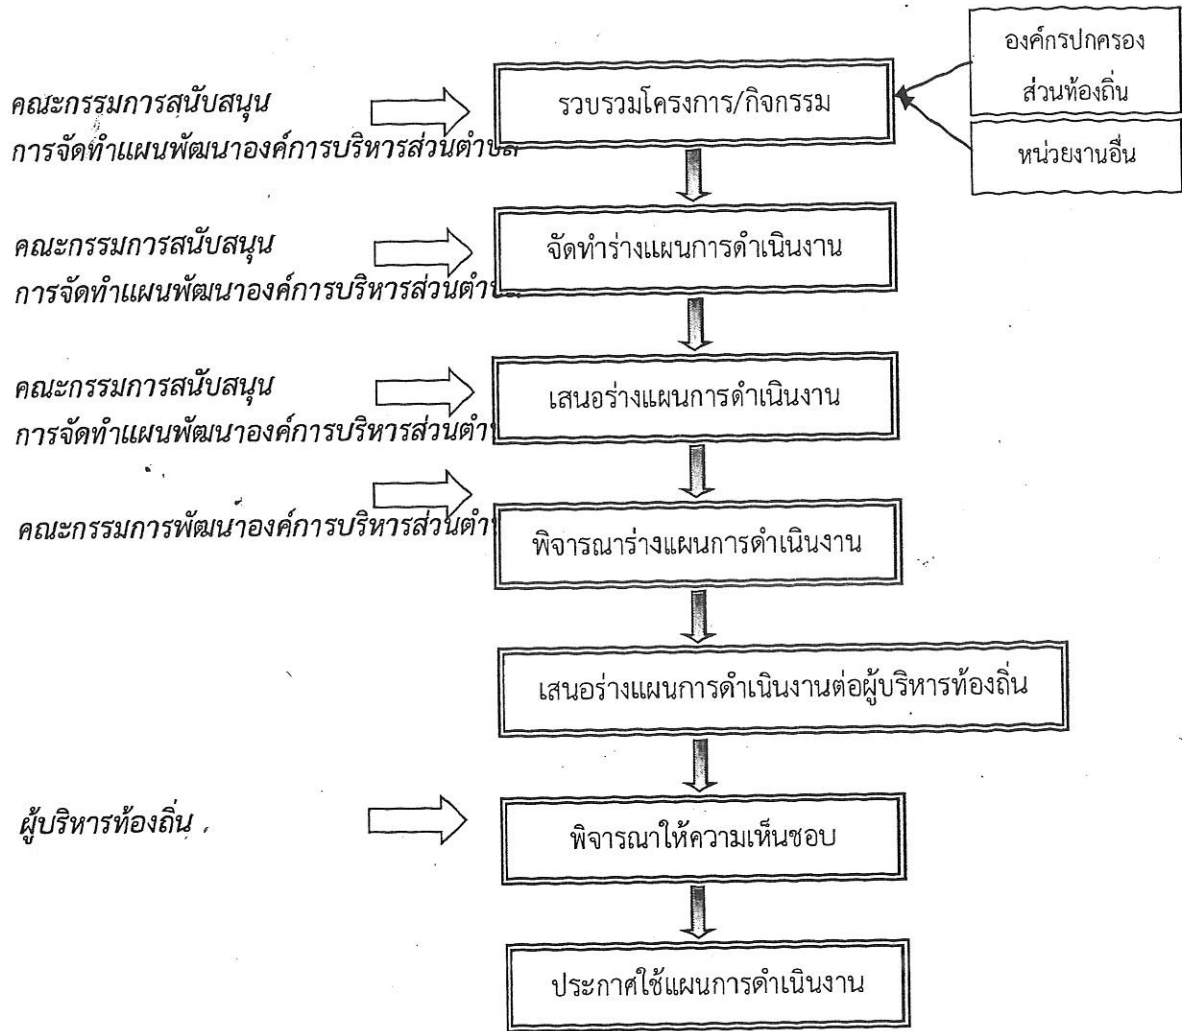 องค์กรปกครอง
ส่วนท้องถิ่น
หน่วยงานอื่น
คณะกรรมการสนับสนุน
การจัดทำแผนพัฒนาองค์การบริหารส่วนตำบล
รวบรวมโครงการ/กิจกรรม
คณะกรรมการสนับสนุน
การจัดทำแผนพัฒนาองค์การบริหารส่วนตำบล
จัดทำร่างแผนการดำเนินงาน
คณะกรรมการสนับสนุน
การจัดทำแผนพัฒนาองค์การบริหารส่วนตำ
เสนอร่างแผนการดำเนินงาน
คณะกรรมการพัฒนาองค์การบริหารส่วนตำ
พิจารณาร่างแผนการดำเนินงาน
เสนอร่างแผนการดำเนินงานต่อผู้บริหารท้องถิ่น
ผู้บริหารท้องถิ่น
พิจารณาให้ความเห็นชอบ
ประกาศใช้แผนการดำเนินงาน